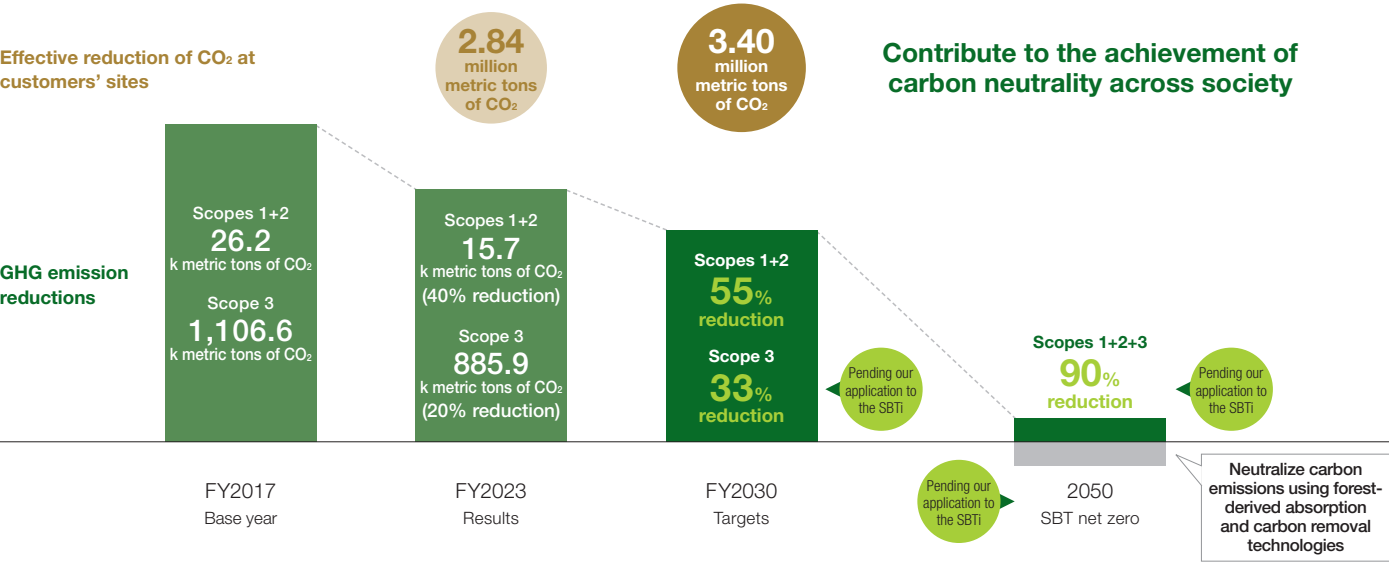 Effective reduction of CO₂ at
customers' sites
2.84
million
metric tons
of CO₂
3.40
million
metric tons
of CO₂
Contribute to the achievement of
carbon neutrality across society
GHG emission
reductions
Scopes 1+2
26.2
k metric tons of CO₂
Scope 3
1,106.6
k metric tons of CO₂
Scopes 1+2
15.7
k metric tons of CO₂
(40% reduction)
Scope 3
885.9
k metric tons of CO₂
(20% reduction)
Scopes 1+2
55%
reduction
Scope 3
33%
reduction
Pending our
application to
the SBTi
Scopes 1+2+3
90%
reduction
Pending our
application to
the SBTi
FY2017
Base year
FY2023
Results
FY2030
Targets
Pending our
application to
the SBTi
2050
SBT net zero
Neutralize carbon
emissions using forest-
derived absorption
and carbon removal
technologies